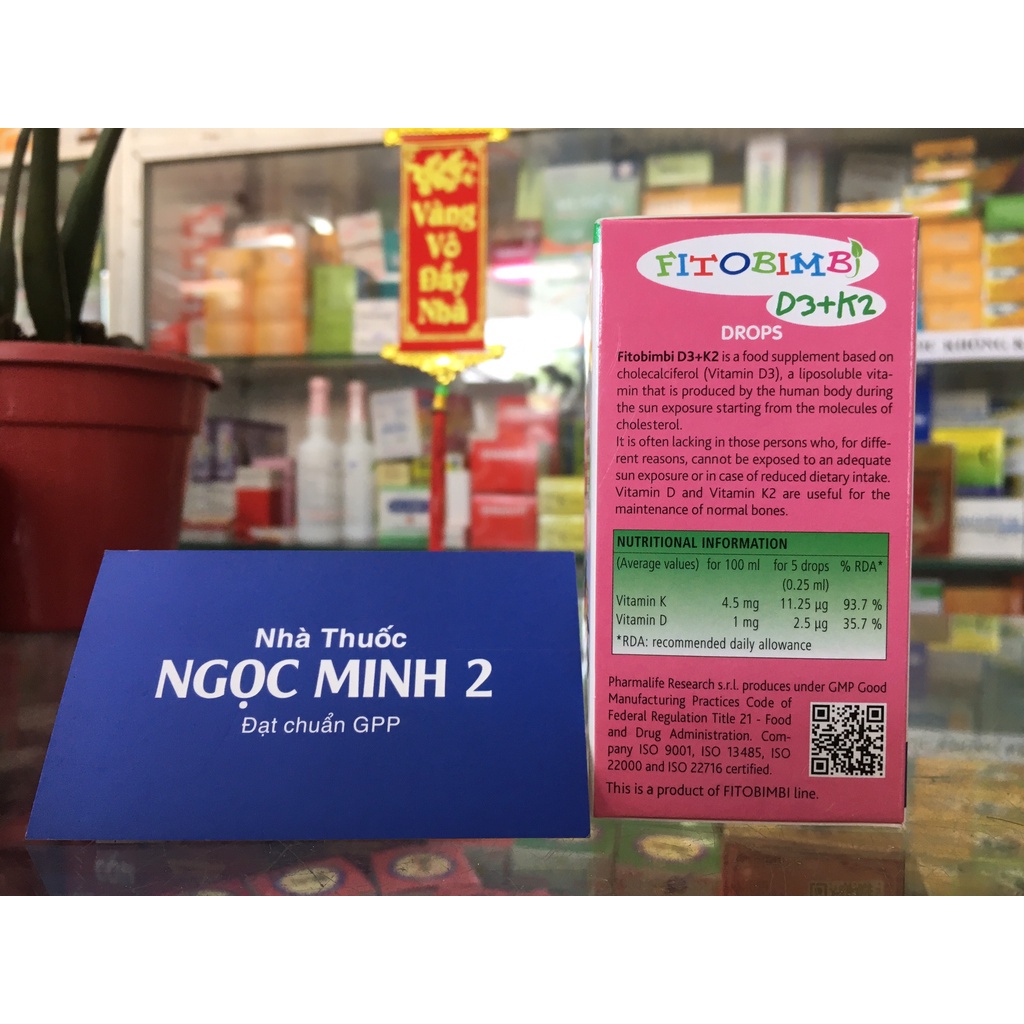 Vàng
Vô
Đầy
Nhà
FITOBIMBi
D3+K2
DROPS
Fitobimbi D3+K2 is a food supplement based on
cholecalciferol (Vitamin D3), a liposoluble vita-
min that is produced by the human body during
the sun exposure starting from the molecules of
cholesterol.
It is often lacking in those persons who, for diffe-
rent reasons, cannot be exposed to an adequate
sun exposure or in case of reduced dietary intake.
Vitamin D and Vitamin K2 are useful for the
maintenance of normal bones.
NUTRITIONAL INFORMATION
(Average values) for 100 ml for 5 drops % RDA*
(0.25 ml)
Vitamin K 4.5 mg 11.25 µg 93.7 %
Vitamin D 1 mg 2.5 µg 35.7 %
*RDA: recommended daily allowance
Pharmalife Research s.r.l. produces under GMP Good
Manufacturing Practices Code of
Federal Regulation Title 21 - Food
and Drug Administration. Com-
pany ISO 9001, ISO 13485, ISO
22000 and ISO 22716 certified.
This is a product of FITOBIMBI line.
Nhà Thuốc
NGỌC MINH 2
Đạt chuẩn GPP
KHÔNG